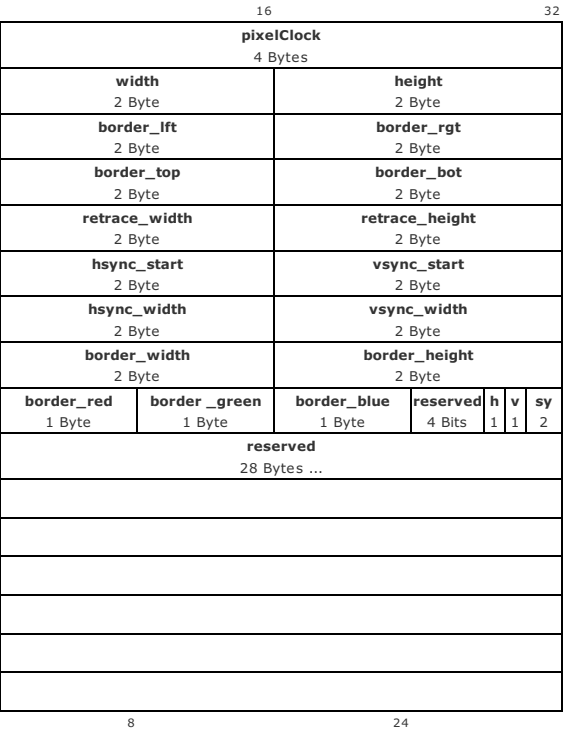 16 32
pixelClock
4 Bytes
width height
2 Byte 2 Byte
border_lft border_rgt
2 Byte 2 Byte
border_top border_bot
2 Byte 2 Byte
retrace_width retrace_height
2 Byte 2 Byte
hsync_start vsync_start
2 Byte 2 Byte
hsync_width vsync_width
2 Byte 2 Byte
border_width border_height
2 Byte 2 Byte
border_red border _green border_blue reserved h v sy
1 Byte 1 Byte 1 Byte 4 Bits 1 1 2
reserved
28 Bytes ...
8 24